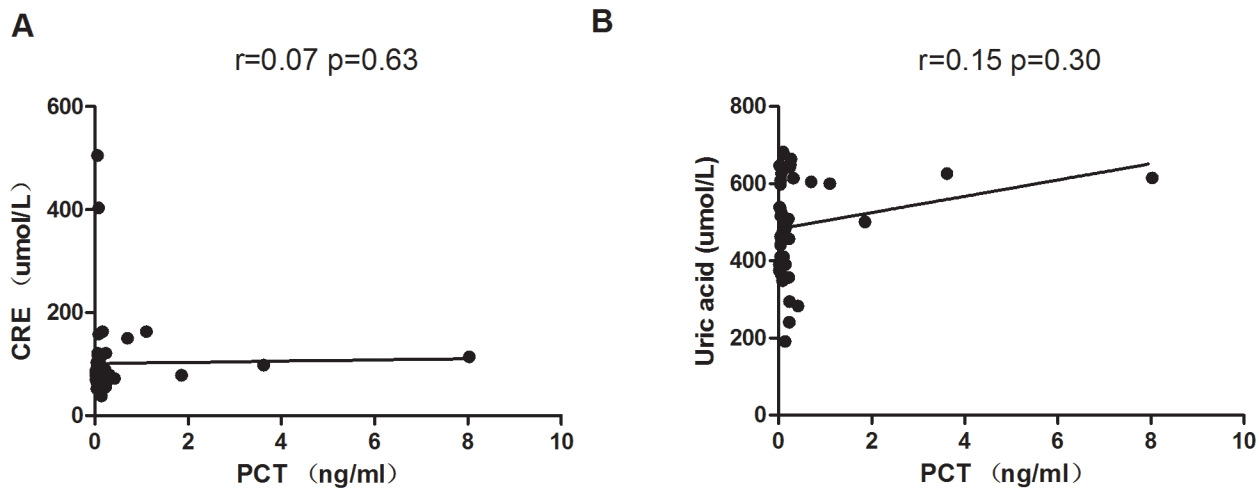 A
r=0.07 p=0.63
CRE （umol/L）
600
400
200
0
0 2 4 6 8 10
PCT （ng/ml）
B
r=0.15 p=0.30
Uric acid (umol/L)
800
600
400
200
0
0 2 4 6 8 10
PCT （ng/ml）